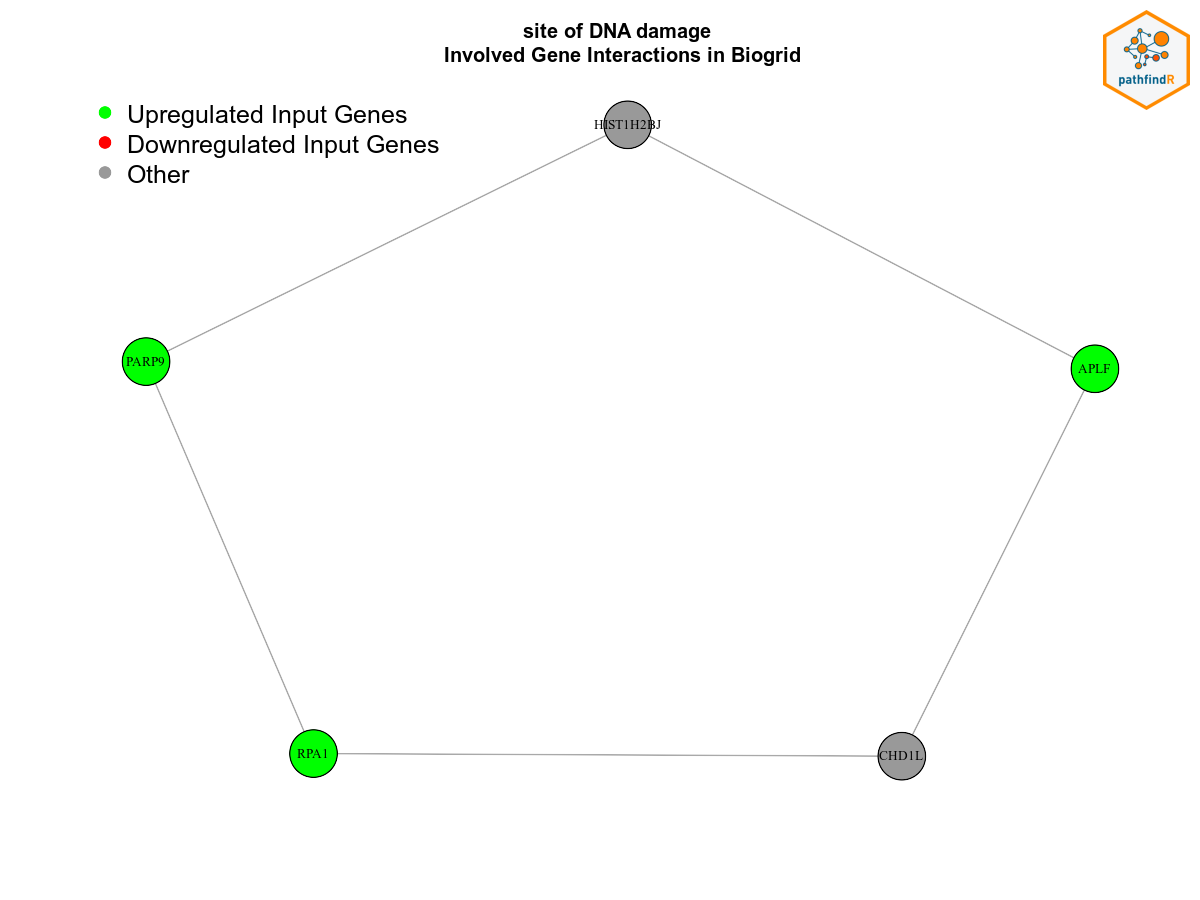 site of DNA damage
Involved Gene Interactions in Biogrid
pathfindR
Upregulated Input Genes
Downregulated Input Genes
Other
HIST1H2BJ
PARP9
APLF
RPA1
CHD1L